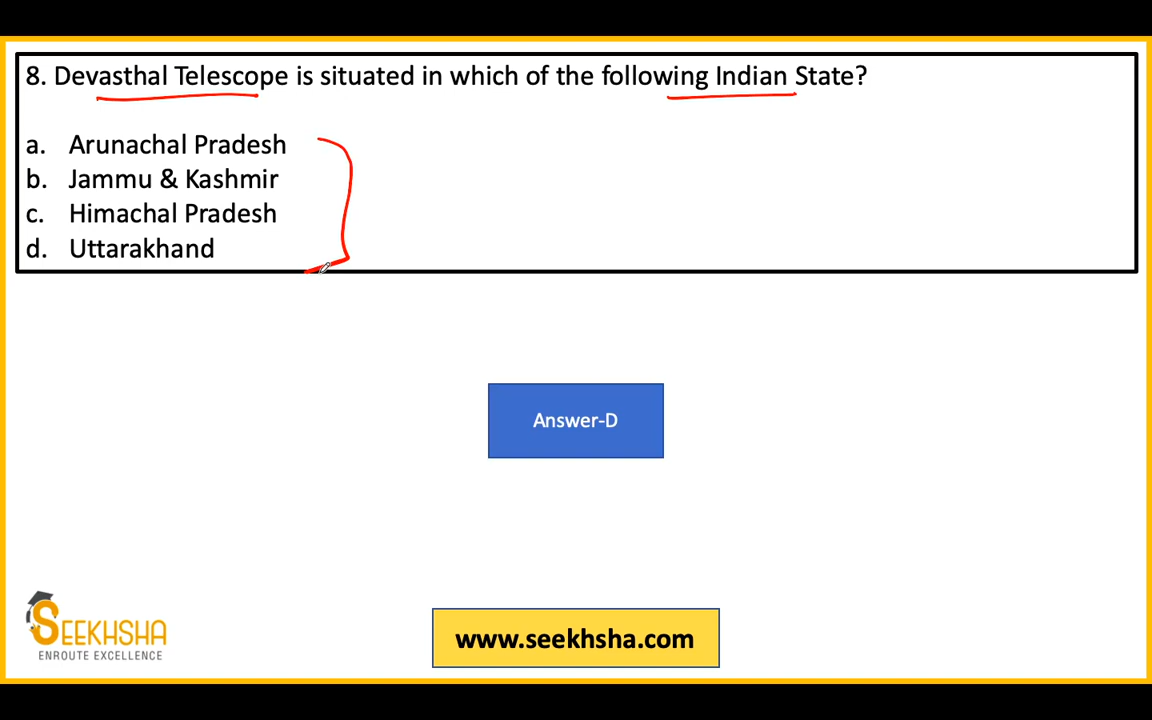 8. Devasthal Telescope is situated in which of the following Indian State?
a. Arunachal Pradesh
b. Jammu & Kashmir
c. Himachal Pradesh
d. Uttarakhand
Answer-D
SEEKHSHA
ENROUTE EXCELLENCE
www.seekhsha.com